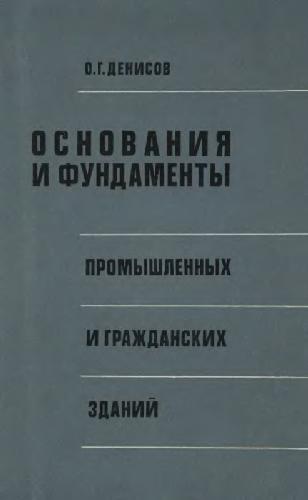 О.Г.ДЕНИСОВ
ОСНОВАНИЯ
И ФУНДАМЕНТЫ
ПРОМЫШЛЕННЫХ
И ГРАЖДАНСКИХ
ЗДАНИЙ